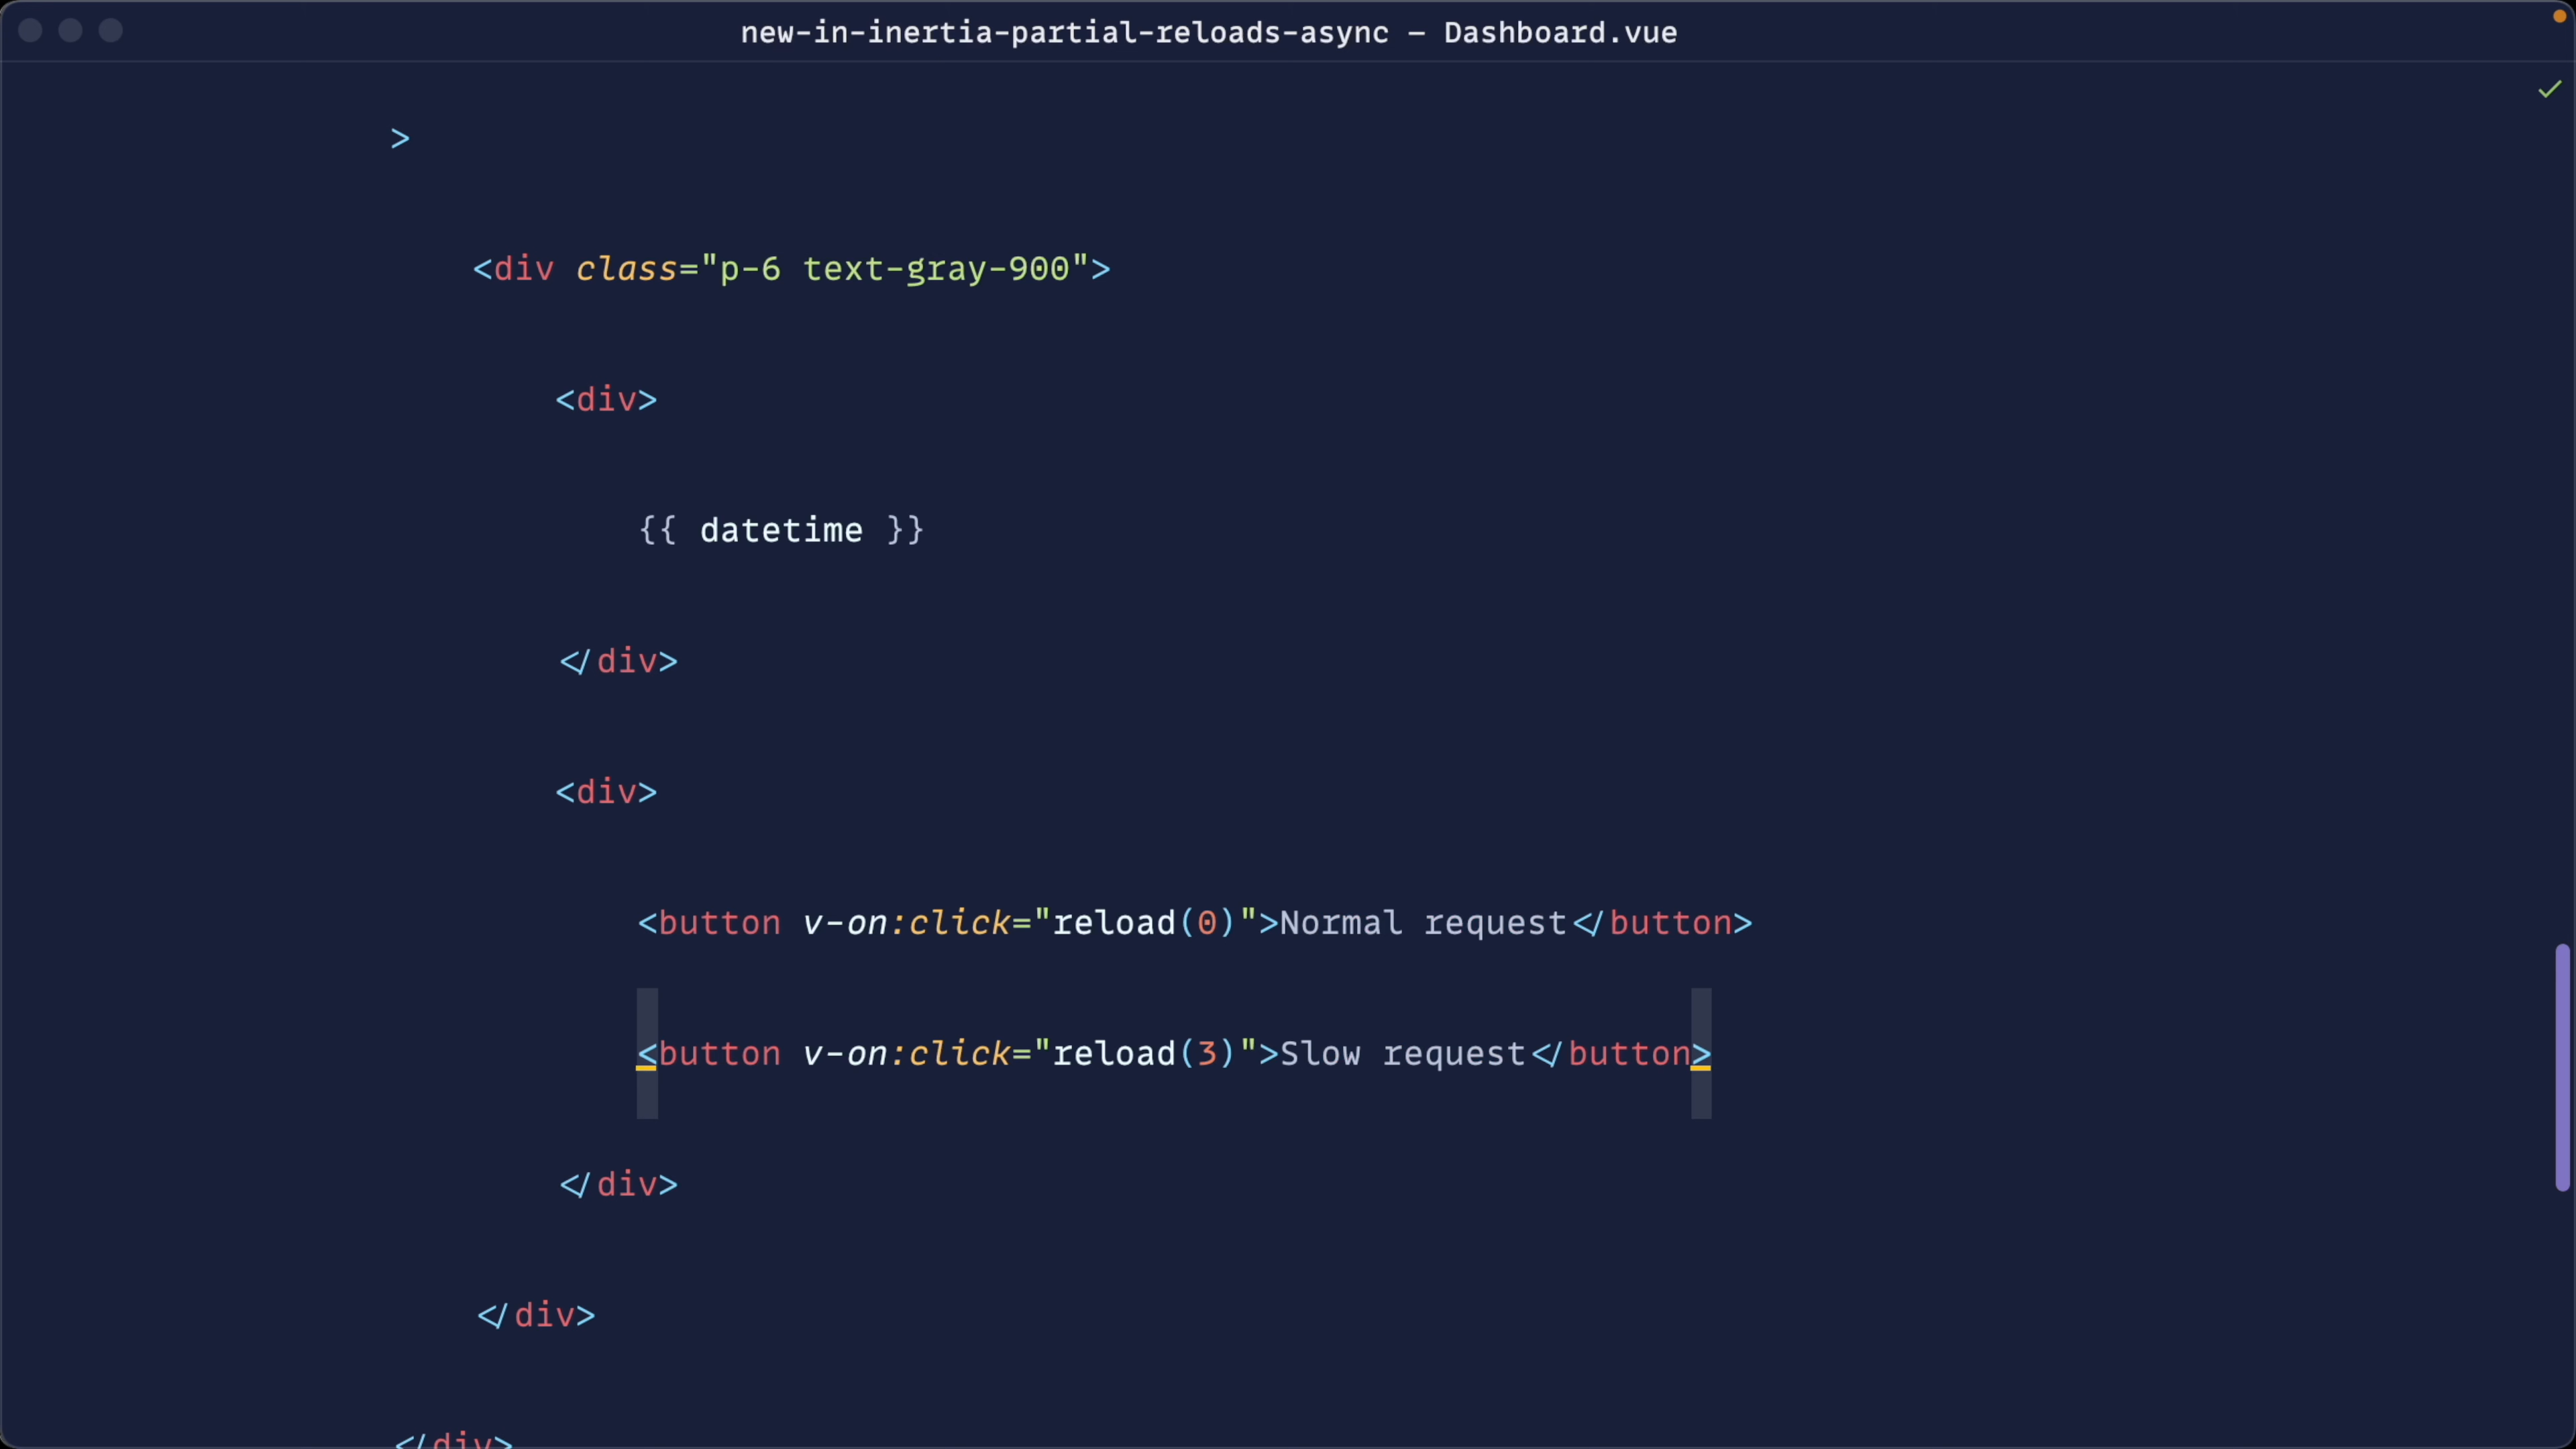 new-in-inertia-partial-reloads-async – Dashboard.vue
>
<div class="p-6 text-gray-900">
<div>
{{ datetime }}
</div>
<div>
<button v-on:click="reload(0)">Normal request</button>
<button v-on:click="reload(3)">Slow request</button>
</div>
</div>
</div>